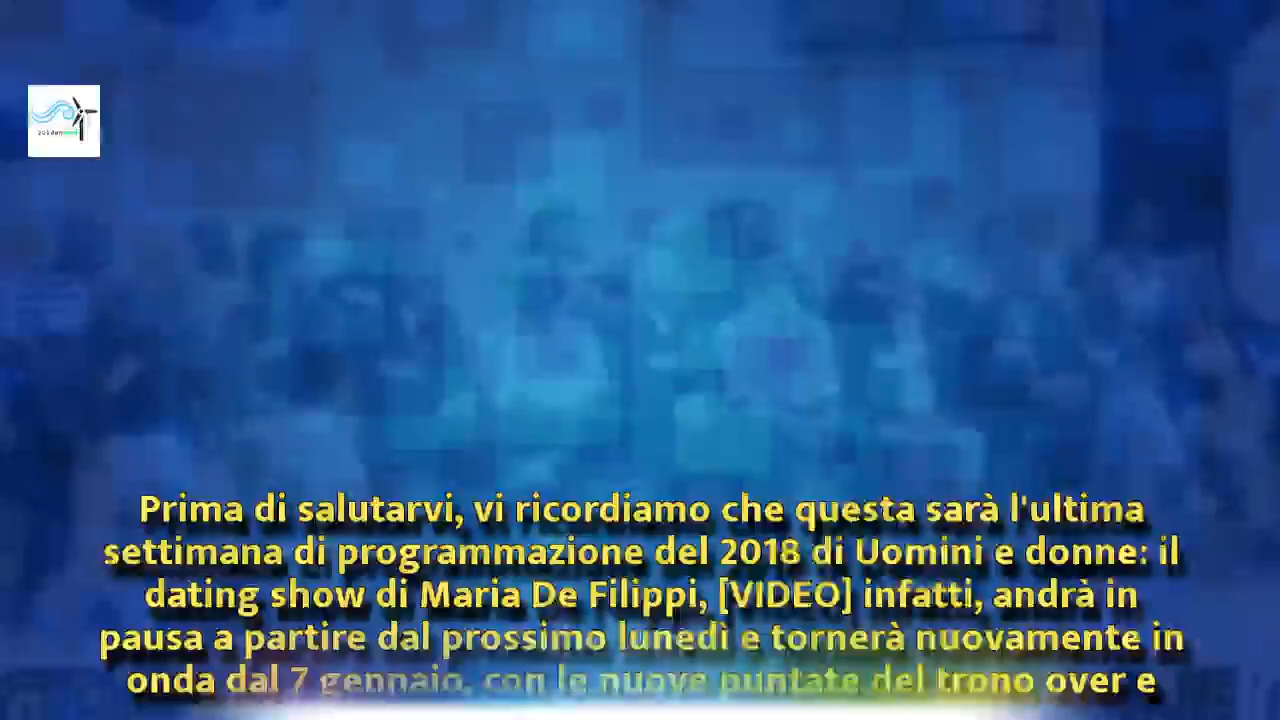 Prima di salutarvi, vi ricordiamo che questa sarà l'ultima
settimana di programmazione del 2018 di Uomini e donne: il
dating show di Maria De Filippi, [VIDEO] infatti, andrà in
pausa a partire dal prossimo lunedì e tornerà nuovamente in
onda dal 7 gennaio, con le nuove puntate del trono over e